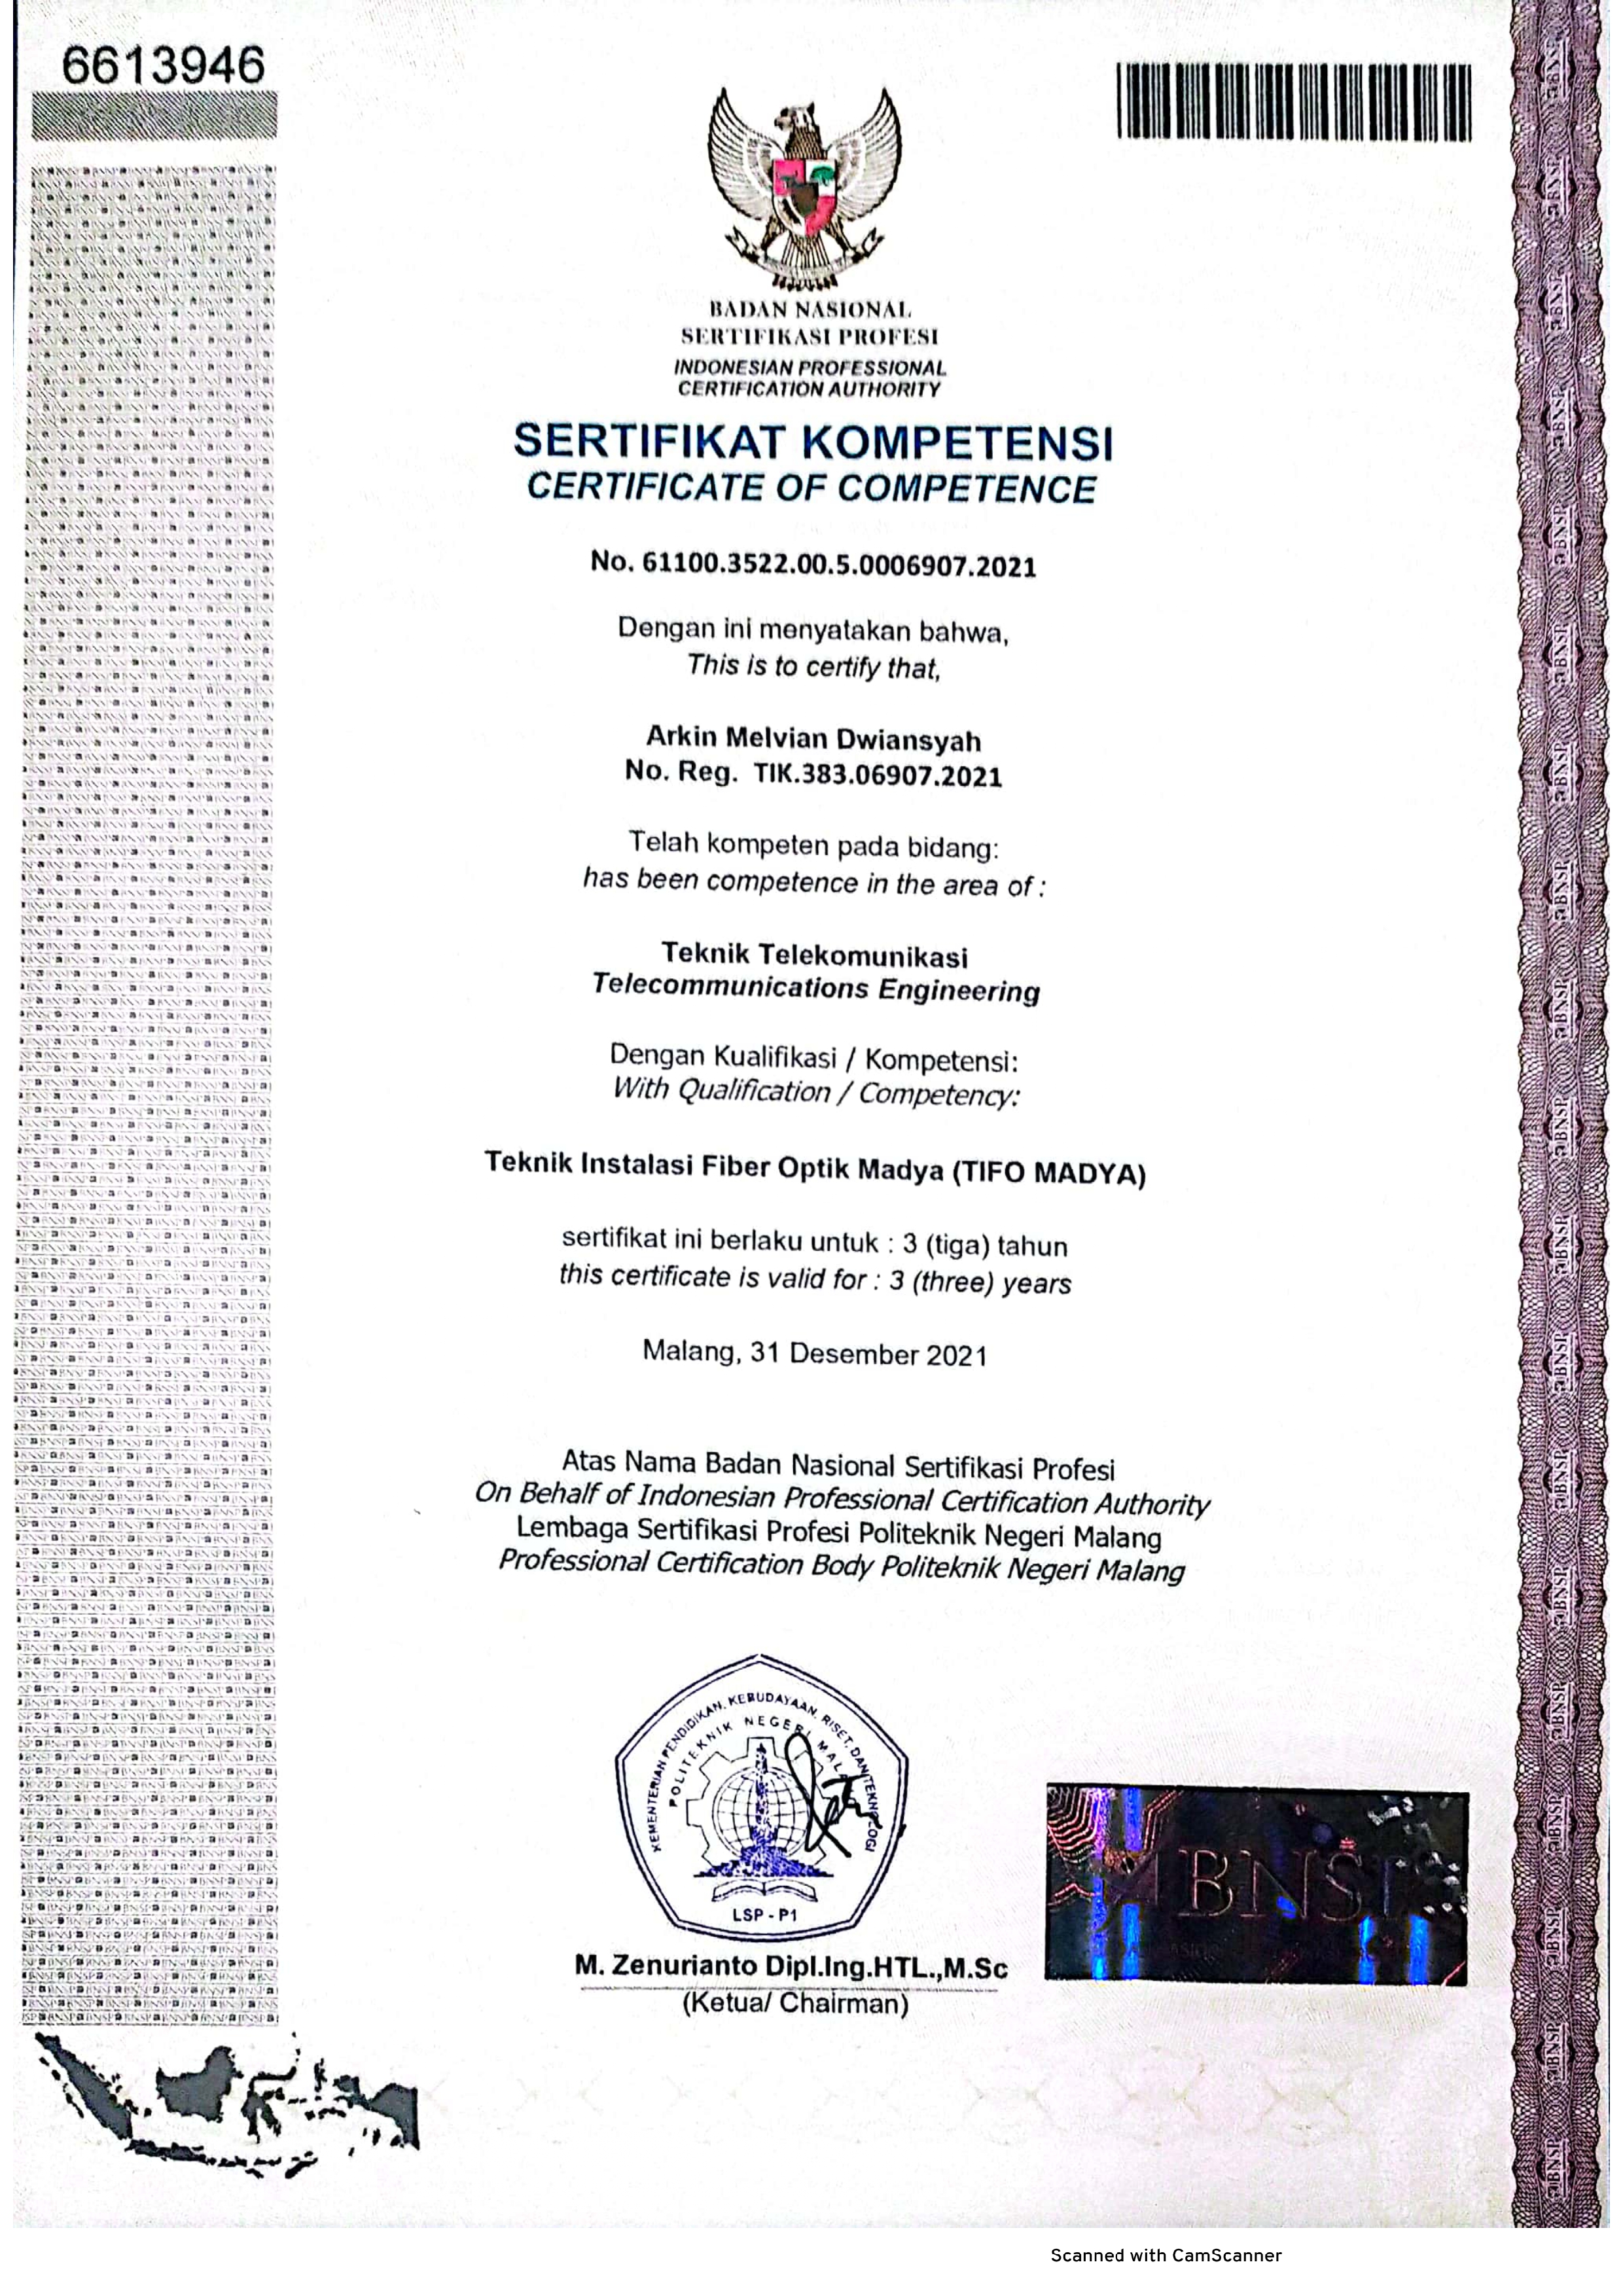 6613946
BADAN NASIONAL
SERTIFIKASI PROFESI
INDONESIAN PROFESSIONAL
CERTIFICATION AUTHORITY
SERTIFIKAT KOMPETENSI
CERTIFICATE OF COMPETENCE
No. 61100.3522.00.5.0006907.2021
Dengan ini menyatakan bahwa,
This is to certify that,
Arkin Melvian Dwiansyah
No. Reg. TIK.383.06907.2021
Telah kompeten pada bidang:
has been competence in the area of :
Teknik Telekomunikasi
Telecommunications Engineering
Dengan Kualifikasi / Kompetensi:
With Qualification / Competency:
Teknik Instalasi Fiber Optik Madya (TIFO MADYA)
sertifikat ini berlaku untuk : 3 (tiga) tahun
this certificate is valid for : 3 (three) years
Malang, 31 Desember 2021
Atas Nama Badan Nasional Sertifikasi Profesi
On Behalf of Indonesian Professional Certification Authority
Lembaga Sertifikasi Profesi Politeknik Negeri Malang
Professional Certification Body Politeknik Negeri Malang
KEMENTERIAN PENDIDIKAN, KEBUDAYAAN, RISET, DAN TEKNOLOGI
POLITEKNIK NEGERI
LSP - P1
BNSP
M. Zenurianto Dipl.Ing.HTL.,M.Sc
(Ketua/ Chairman)
Scanned with CamScanner